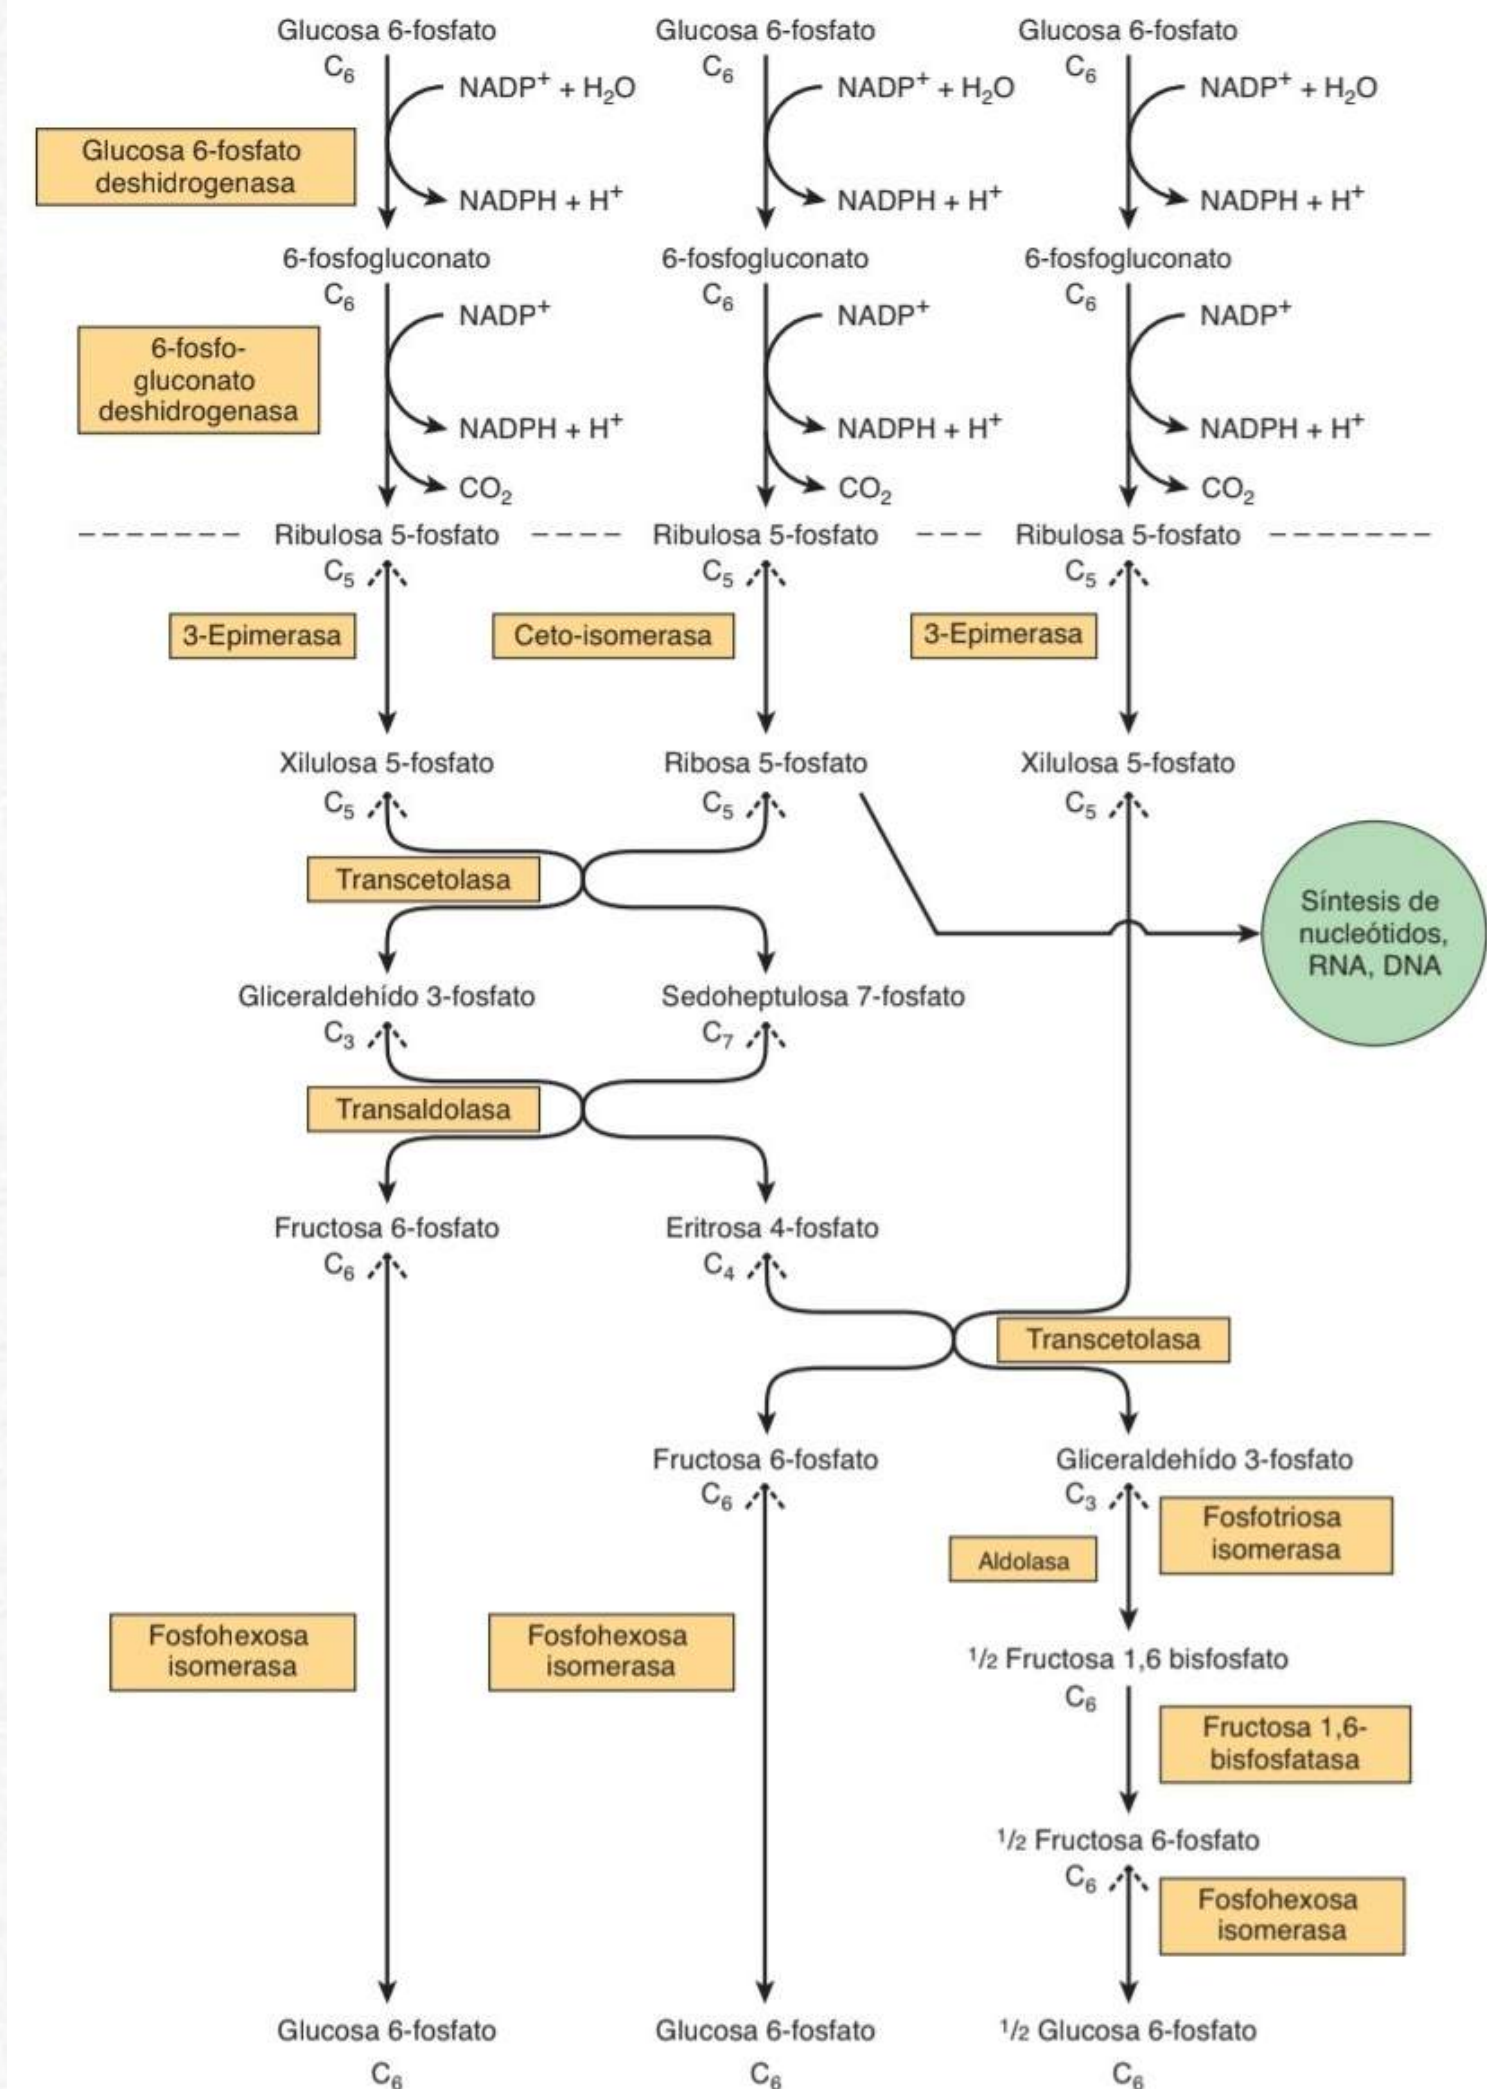 Glucosa 6-fosfato Glucosa 6-fosfato Glucosa 6-fosfato
C6 C6 C6
NADP+ + H2O NADP+ + H2O NADP+ + H2O
Glucosa 6-fosfato
deshidrogenasa
NADPH + H+ NADPH + H+ NADPH + H+
6-fosfogluconato 6-fosfogluconato 6-fosfogluconato
C6 C6 C6
NADP+ NADP+ NADP+
6-fosfo-
gluconato
deshidrogenasa
NADPH + H+ NADPH + H+ NADPH + H+
CO2 CO2 CO2
Ribulosa 5-fosfato Ribulosa 5-fosfato Ribulosa 5-fosfato
C5 C5 C5
3-Epimerasa Ceto-isomerasa 3-Epimerasa
Xilulosa 5-fosfato Ribosa 5-fosfato Xilulosa 5-fosfato
C5 C5 C5
Transcetolasa
Síntesis de
nucleótidos,
RNA, DNA
Gliceraldehído 3-fosfato Sedoheptulosa 7-fosfato
C3 C7
Transaldolasa
Fructosa 6-fosfato Eritrosa 4-fosfato
C6 C4
Transcetolasa
Fructosa 6-fosfato Gliceraldehído 3-fosfato
C6 C3
Fosfotriosa
isomerasa
Aldolasa
Fosfohexosa
isomerasa
Fosfohexosa
isomerasa
1/2 Fructosa 1,6 bisfosfato
C6
Fructosa 1,6-
bisfosfatasa
1/2 Fructosa 6-fosfato
C6
Fosfohexosa
isomerasa
Glucosa 6-fosfato Glucosa 6-fosfato 1/2 Glucosa 6-fosfato
C6 C6 C6